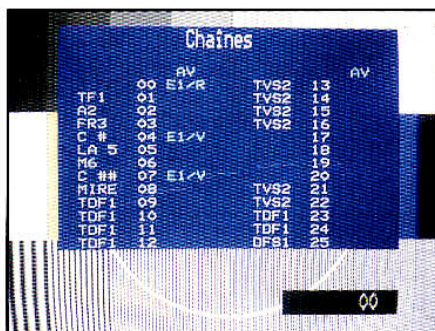 Chaînes
AV AV
00 E1/R TVS2 13
TF1 01 TVS2 14
A2 02 TVS2 15
FR3 03 TVS2 16
C # 04 E1/V 17
LA 5 05 18
M6 06 19
C ## 07 E1/V 20
MIRE 08 TVS2 21
TDF1 09 TVS2 22
TDF1 10 TDF1 23
TDF1 11 TDF1 24
TDF1 12 DFS1 25
00